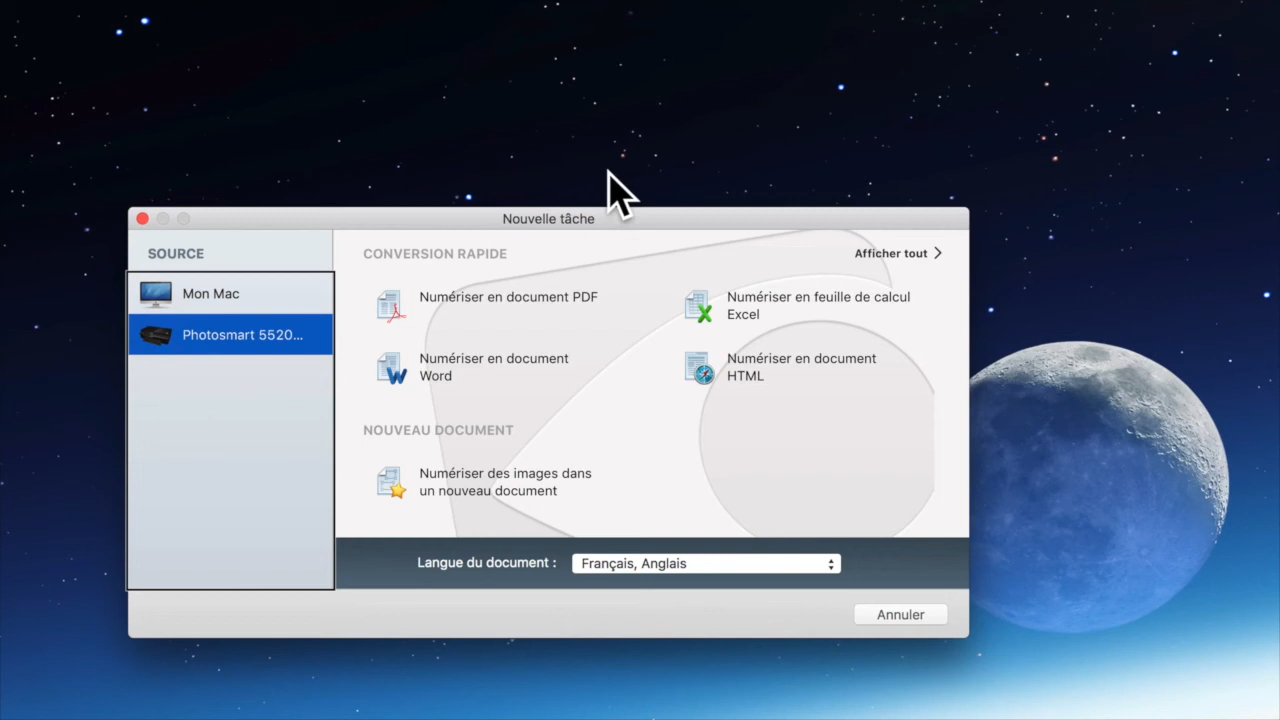 Nouvelle tâche
SOURCE
Mon Mac
Photosmart 5520...
CONVERSION RAPIDE
Afficher tout
Numériser en document PDF
Numériser en feuille de calcul
Excel
Numériser en document
Word
Numériser en document
HTML
NOUVEAU DOCUMENT
Numériser des images dans
un nouveau document
Langue du document :
Français, Anglais
Annuler